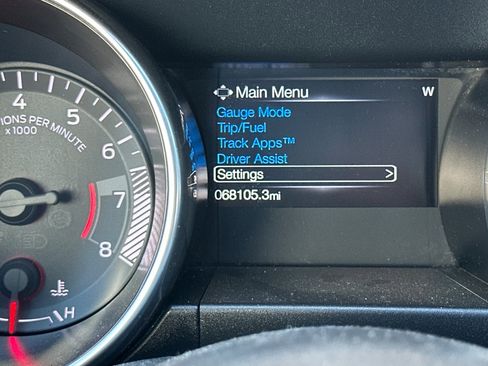 Main Menu W
Gauge Mode
Trip/Fuel
Track Apps™
Driver Assist
Settings >
068105.3mi
4 5 6 7 8
IONS PER MINUTE
x1000
H